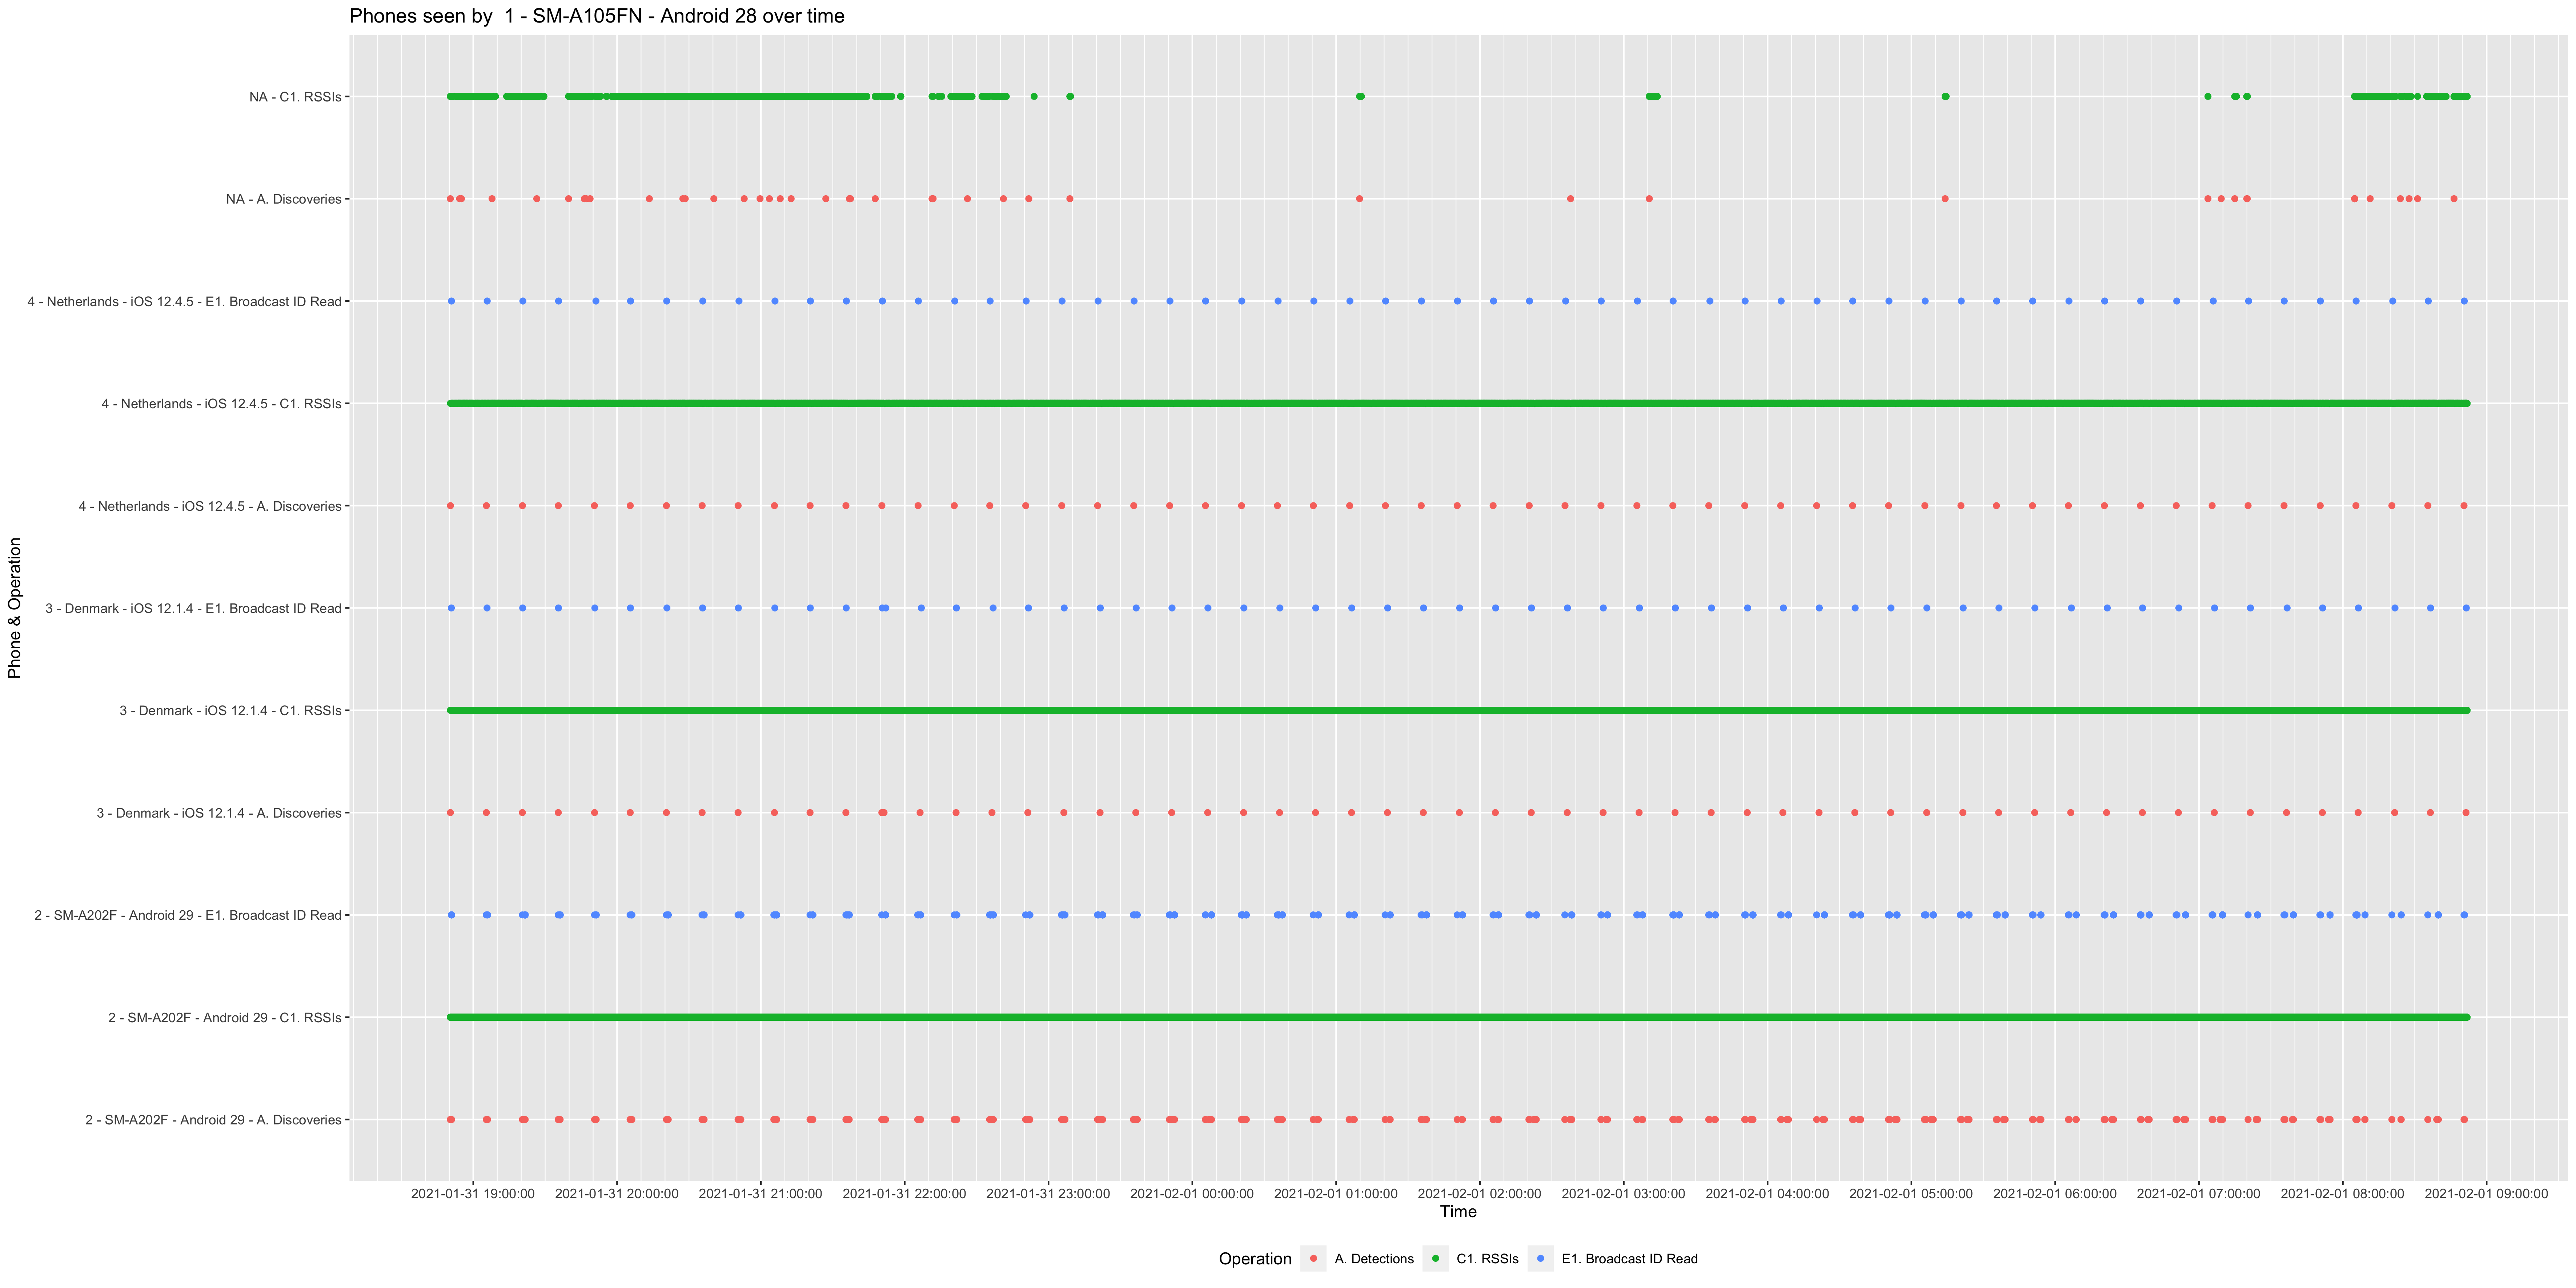 Phones seen by  1 - SM-A105FN - Android 28 over time
Phone & Operation
NA - C1. RSSIs
NA - A. Discoveries
4 - Netherlands - iOS 12.4.5 - E1. Broadcast ID Read
4 - Netherlands - iOS 12.4.5 - C1. RSSIs
4 - Netherlands - iOS 12.4.5 - A. Discoveries
3 - Denmark - iOS 12.1.4 - E1. Broadcast ID Read
3 - Denmark - iOS 12.1.4 - C1. RSSIs
3 - Denmark - iOS 12.1.4 - A. Discoveries
2 - SM-A202F - Android 29 - E1. Broadcast ID Read
2 - SM-A202F - Android 29 - C1. RSSIs
2 - SM-A202F - Android 29 - A. Discoveries
2021-01-31 19:00:00 2021-01-31 20:00:00 2021-01-31 21:00:00 2021-01-31 22:00:00 2021-01-31 23:00:00 2021-02-01 00:00:00 2021-02-01 01:00:00 2021-02-01 02:00:00 2021-02-01 03:00:00 2021-02-01 04:00:00 2021-02-01 05:00:00 2021-02-01 06:00:00 2021-02-01 07:00:00 2021-02-01 08:00:00 2021-02-01 09:00:00
Time
Operation A. Detections C1. RSSIs E1. Broadcast ID Read